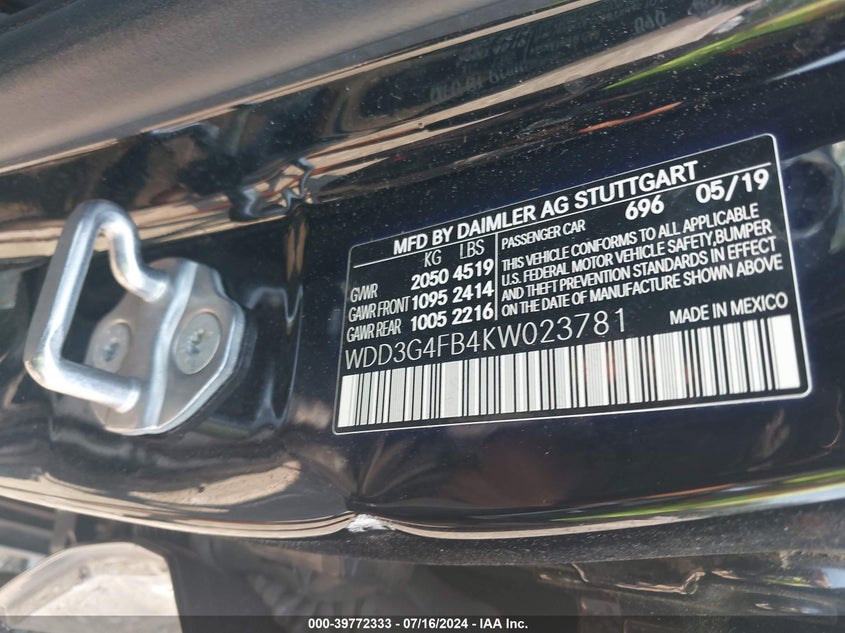 MFD BY DAIMLER AG STUTTGART
KG LBS
GVWR 2050 4519
GAWR FRONT 1095 2414
GAWR REAR 1005 2216
PASSENGER CAR 696 05/19
THIS VEHICLE CONFORMS TO ALL APPLICABLE
U.S. FEDERAL MOTOR VEHICLE SAFETY,BUMPER
AND THEFT PREVENTION STANDARDS IN EFFECT
ON THE DATE OF MANUFACTURE SHOWN ABOVE
WDD3G4FB4KW023781
MADE IN MEXICO
000-39772333 / 07/16/2024 - IAA Inc.